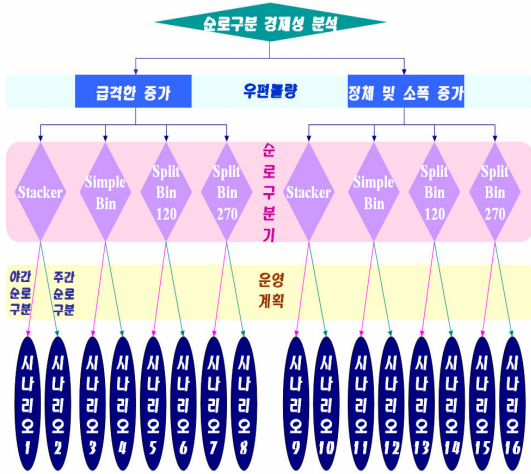 순로구분 경제성 분석
급격한 증가
우편물량
정체 및 소폭 증가
Stacker
Simple
Bin
Split
Bin
120
Split
Bin
270
순로구분기
Stacker
Simple
Bin
Split
Bin
120
Split
Bin
270
야간
순로
구분
주간
순로
구분
운영
계획
시나리오1
시나리오2
시나리오3
시나리오4
시나리오5
시나리오6
시나리오7
시나리오8
시나리오9
시나리오10
시나리오11
시나리오12
시나리오13
시나리오14
시나리오15
시나리오16